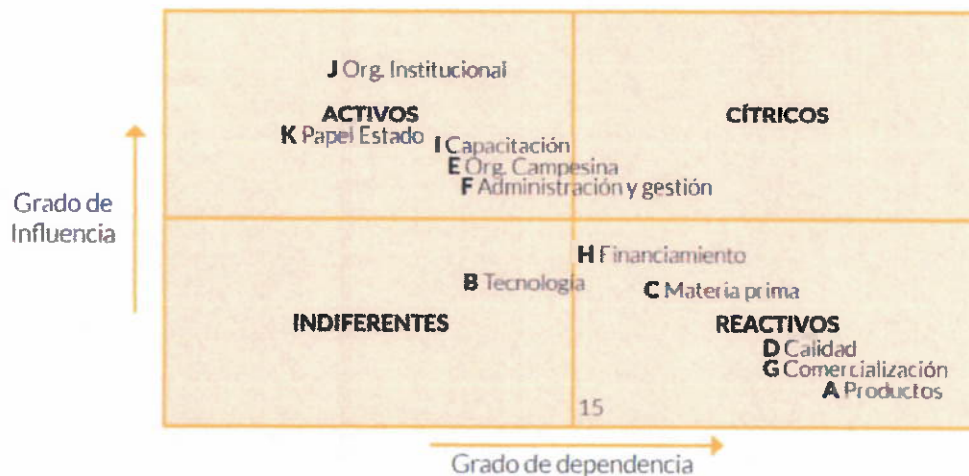 J Org. Institucional
ACTIVOS
CÍTRICOS
K Papel Estado
I Capacitación
E Org. Campesina
F Administración y gestión
Grado de
Influencia
H Financiamiento
B Tecnología
C Materia prima
INDIFERENTES
REACTIVOS
D Calidad
G Comercialización
A Productos
15
Grado de dependencia